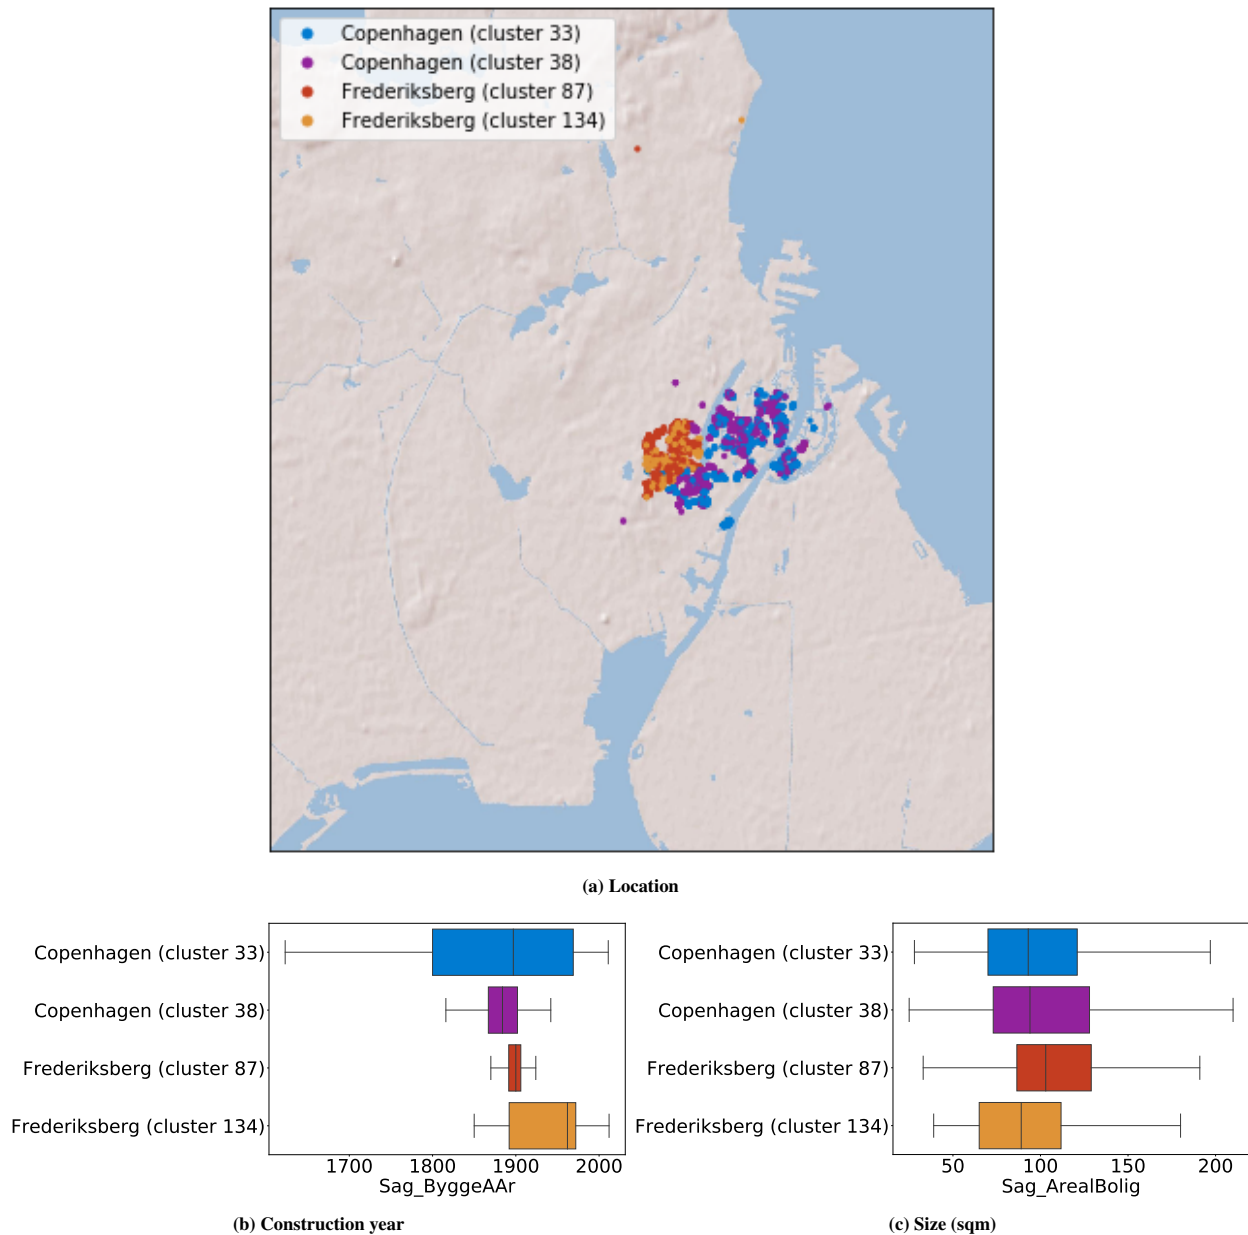 Copenhagen (cluster 33)
Copenhagen (cluster 38)
Frederiksberg (cluster 87)
Frederiksberg (cluster 134)
(a) Location
Copenhagen (cluster 33)
Copenhagen (cluster 38)
Frederiksberg (cluster 87)
Frederiksberg (cluster 134)
1700 1800 1900 2000
Sag_ByggeAAr
(b) Construction year
Copenhagen (cluster 33)
Copenhagen (cluster 38)
Frederiksberg (cluster 87)
Frederiksberg (cluster 134)
50 100 150 200
Sag_ArealBolig
(c) Size (sqm)